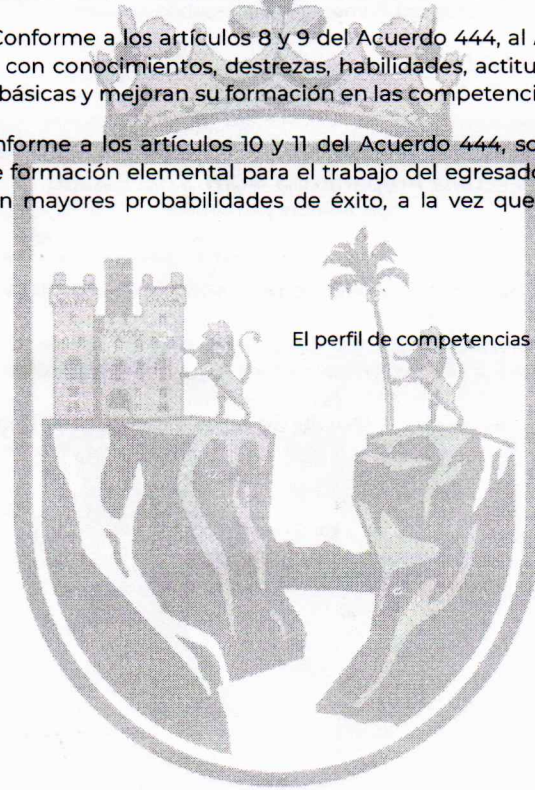 Conforme a los artículos 8 y 9 del Acuerdo 444, al
con conocimientos, destrezas, habilidades, actitu
básicas y mejoran su formación en las competenci
nforme a los artículos 10 y 11 del Acuerdo 444, so
e formación elemental para el trabajo del egresado
n mayores probabilidades de éxito, a la vez que
El perfil de competencias